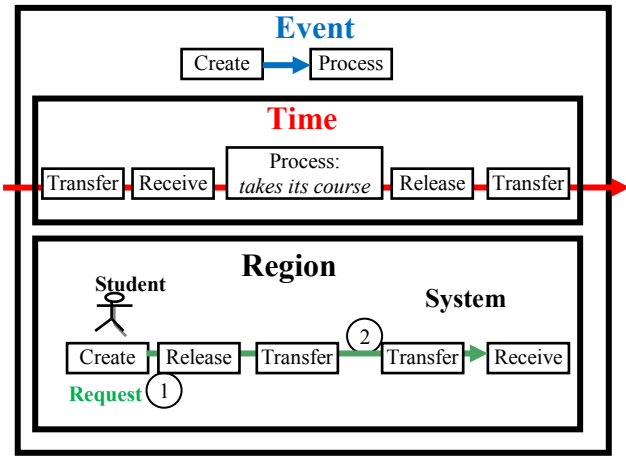 Event
Create Process
Time
Transfer Receive Process: Release Transfer
takes its course
Region
Student
System
2
Create Release Transfer Transfer Receive
Request 1